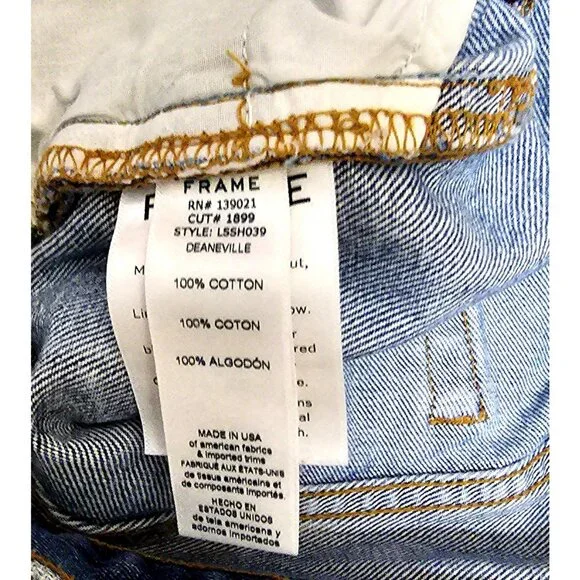 FRAME
RN# 139021
CUT# 1899
STYLE: LSSH039
DEANEVILLE
100% COTTON
100% COTON
100% ALGODÓN
MADE IN USA
of american fabrics
& imported trims
FABRIQUÉ AUX ÉTATS-UNIS
de tissus américains et
de composants importés
HECHO EN
ESTADOS UNIDOS
de tela americana y
adornos importados